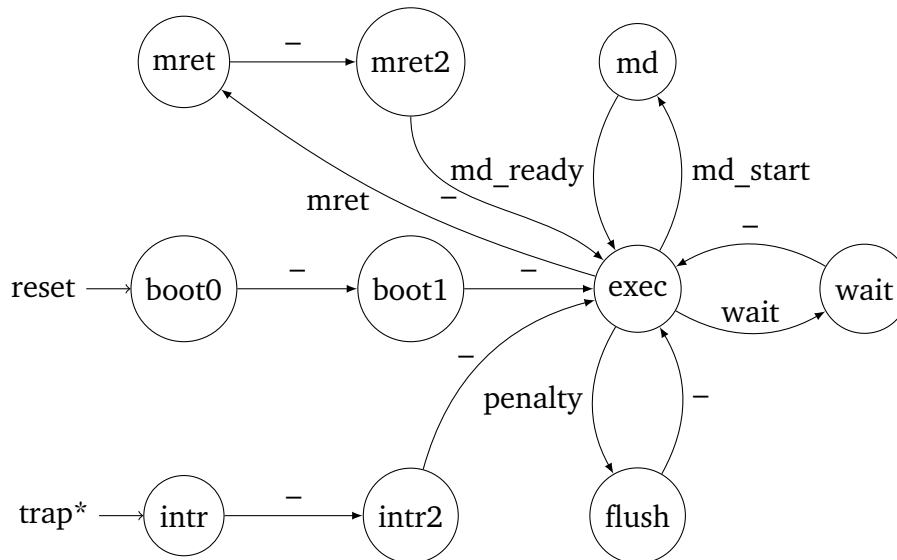 –
mret
mret2
md
md_ready
–
md_start
mret
–
reset
boot0
–
boot1
–
exec
wait
wait
–
penalty
–
trap*
intr
–
intr2
flush